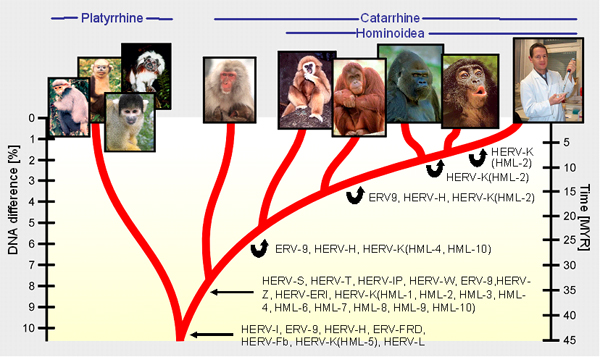 Platyrrhine
Catarrhine
Hominoidea
DNA difference [%]
0
1
2
3
4
5
6
7
8
9
10
Time [MYR]
5
10
15
20
25
30
35
40
45
HERV-K
(HML-2)
HERV-K(HML-2)
ERV9, HERV-H, HERV-K(HML-2)
ERV-9, HERV-H, HERV-K(HML-4, HML-10)
HERV-S, HERV-T, HERV-IP, HERV-W, ERV-9,HERV-
Z, HERV-ERI, HERV-K(HML-1, HML-2, HML-3, HML-
4, HML-6, HML-7, HML-8, HML-9, HML-10)
HERV-I, ERV-9, HERV-H, ERV-FRD,
HERV-Fb, HERV-K(HML-5), HERV-L